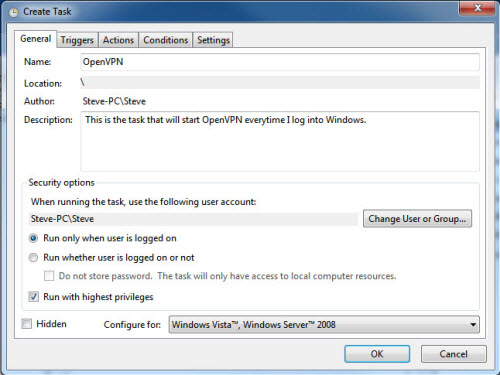 Create Task
General Triggers Actions Conditions Settings
Name: OpenVPN
Location: \
Author: Steve-PC\Steve
Description: This is the task that will start OpenVPN everytime I log into Windows.
Security options
When running the task, use the following user account:
Steve-PC\Steve Change User or Group...
Run only when user is logged on
Run whether user is logged on or not
Do not store password. The task will only have access to local computer resources.
Run with highest privileges
Hidden Configure for: Windows Vista™, Windows Server™ 2008
OK Cancel